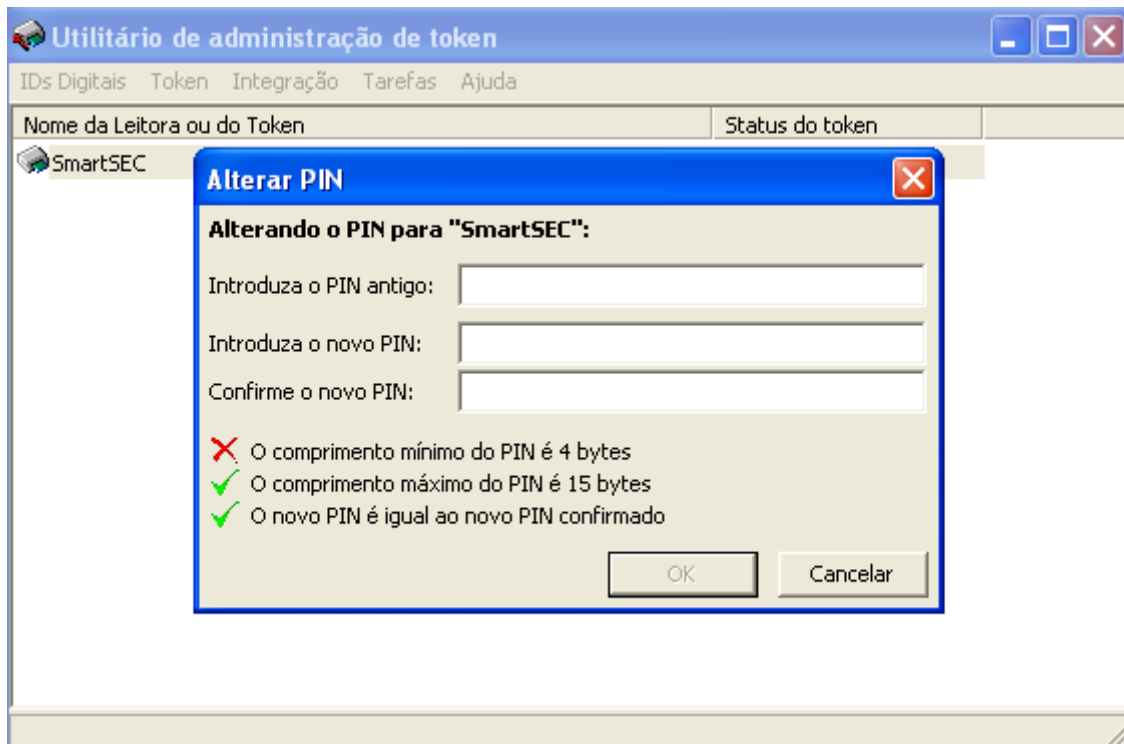 Utilitário de administração de token
IDs Digitais Token Integração Tarefas Ajuda
Nome da Leitora ou do Token Status do token
SmartSEC
Alterar PIN
Alterando o PIN para "SmartSEC":
Introduza o PIN antigo:
Introduza o novo PIN:
Confirme o novo PIN:
O comprimento mínimo do PIN é 4 bytes
O comprimento máximo do PIN é 15 bytes
O novo PIN é igual ao novo PIN confirmado
OK Cancelar